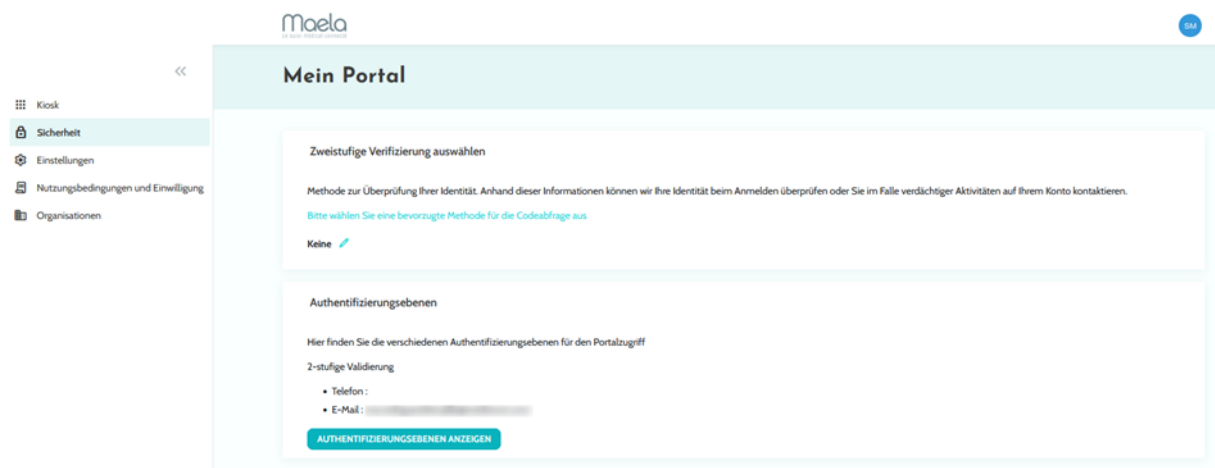 Maela
SM
Mein Portal
Kiosk
Sicherheit
Einstellungen
Nutzungsbedingungen und Einwilligung
Organisationen
Zweistufige Verifizierung auswählen
Methode zur Überprüfung Ihrer Identität. Anhand dieser Informationen können wir Ihre Identität beim Anmelden überprüfen oder Sie im Falle verdächtiger Aktivitäten auf Ihrem Konto kontaktieren.
Bitte wählen Sie eine bevorzugte Methode für die Codeabfrage aus
Keine
Authentifizierungsebenen
Hier finden Sie die verschiedenen Authentifizierungsebenen für den Portalzugriff
2-stufige Validierung
• Telefon :
• E-Mail :
AUTHENTIFIZIERUNGSEBENEN ANZEIGEN